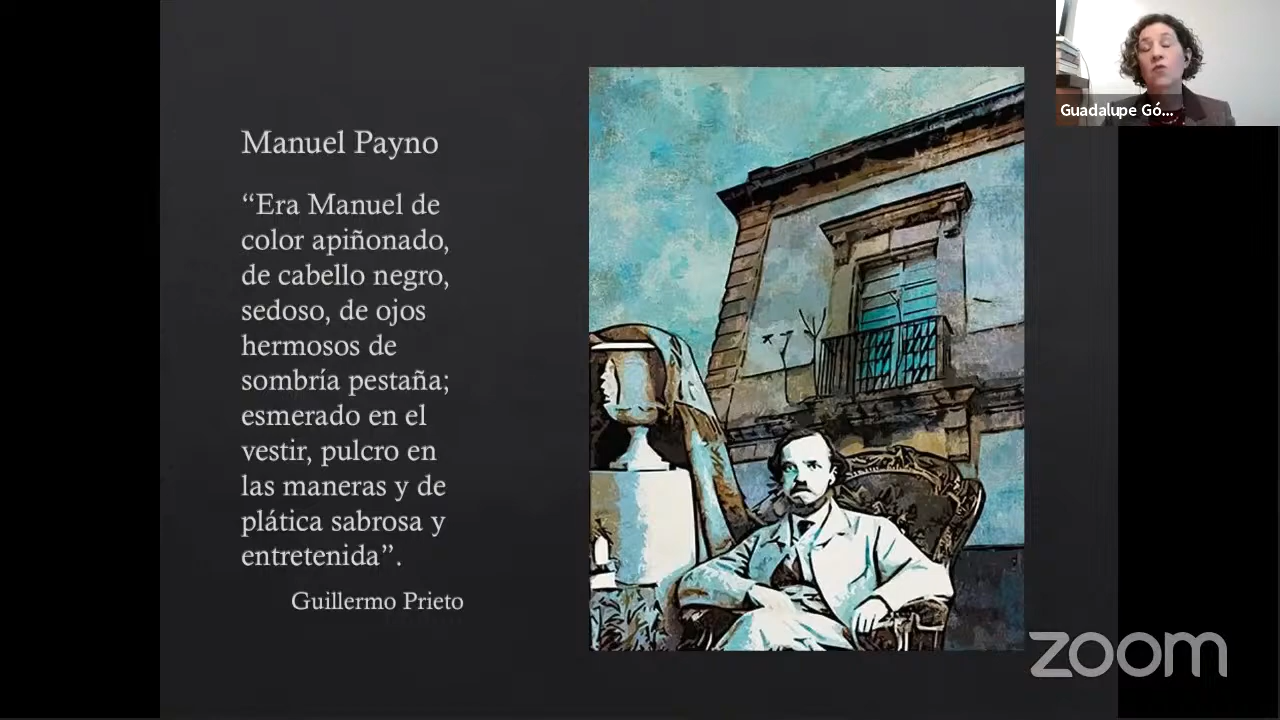 Manuel Payno
“Era Manuel de
color apiñonado,
de cabello negro,
sedoso, de ojos
hermosos de
sombría pestaña;
esmerado en el
vestir, pulcro en
las maneras y de
plática sabrosa y
entretenida”.
Guillermo Prieto
Guadalupe Gó...
zoom